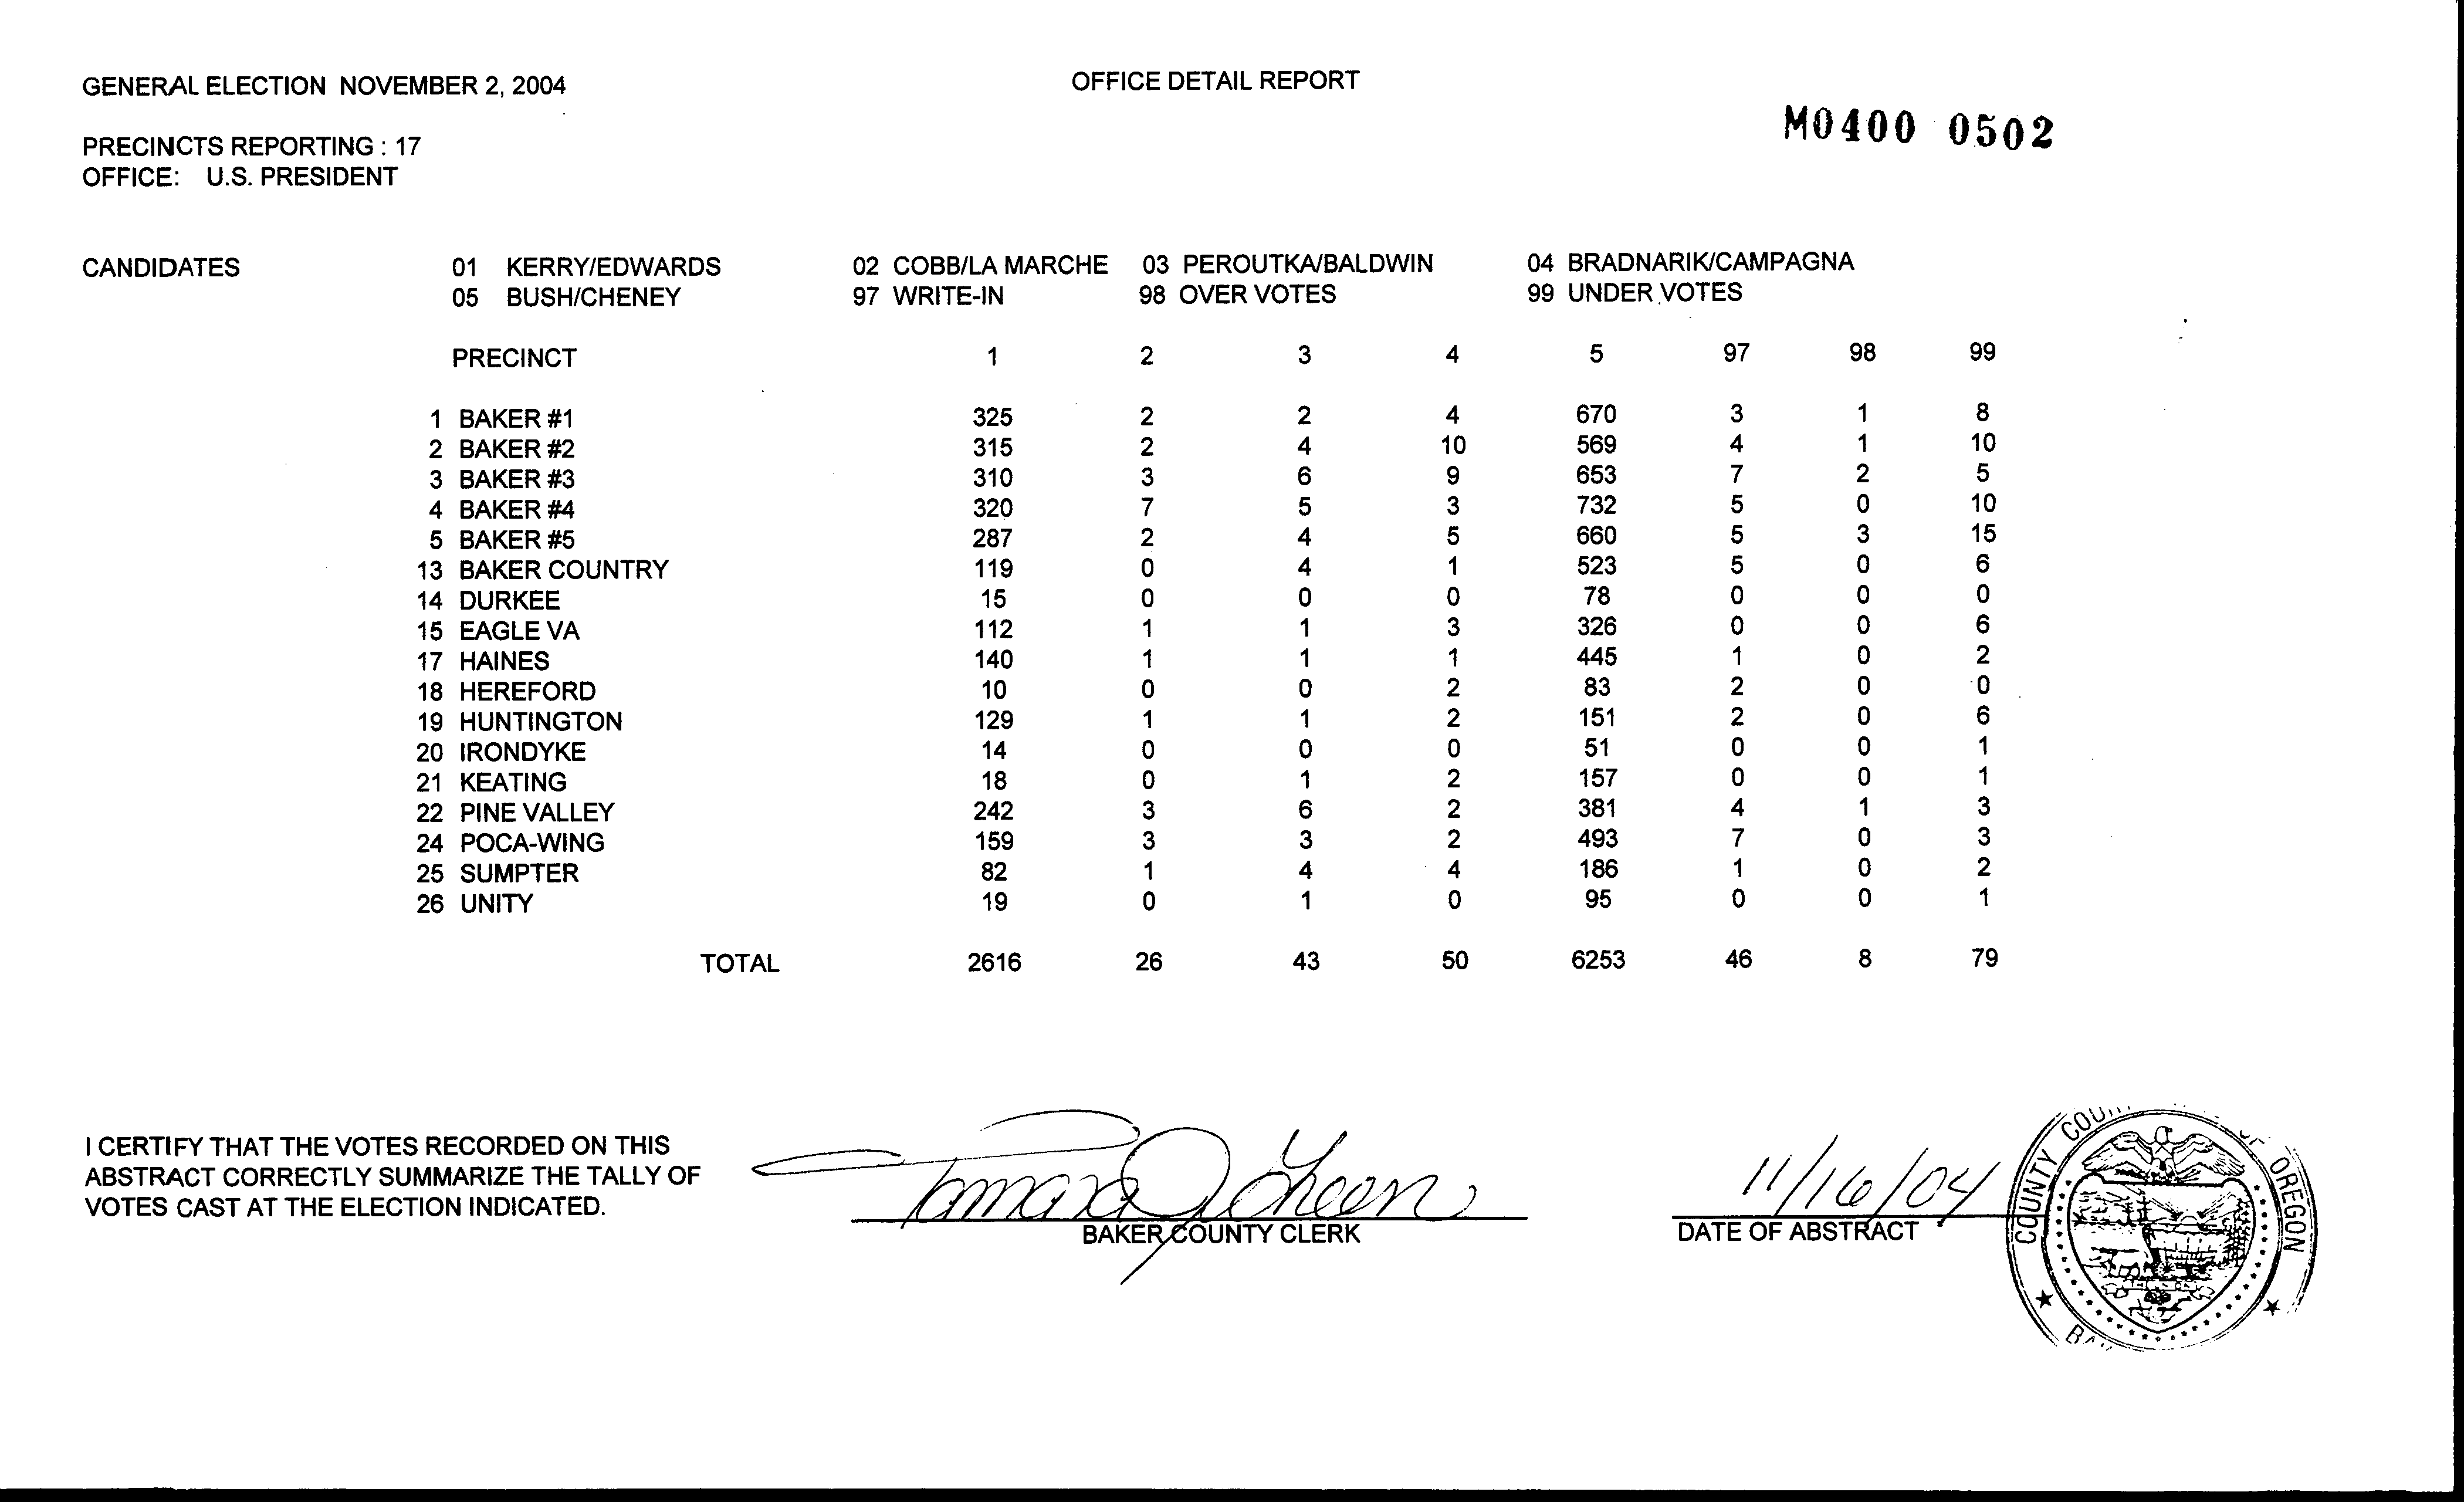 GENERAL ELECTION NOVEMBER 2, 2004 OFFICE DETAIL REPORT
M0400 0502
PRECINCTS REPORTING : 17
OFFICE: U.S. PRESIDENT
CANDIDATES 01 KERRY/EDWARDS 02 COBB/LA MARCHE 03 PEROUTKA/BALDWIN 04 BRADNARIK/CAMPAGNA
05 BUSH/CHENEY 97 WRITE-IN 98 OVER VOTES 99 UNDER VOTES
PRECINCT 1 2 3 4 5 97 98 99
1 BAKER #1 325 2 2 4 670 3 1 8
2 BAKER #2 315 2 4 10 569 4 1 10
3 BAKER #3 310 3 6 9 653 7 2 5
4 BAKER #4 320 7 5 3 732 5 0 10
5 BAKER #5 287 2 4 5 660 5 3 15
13 BAKER COUNTRY 119 0 4 1 523 5 0 6
14 DURKEE 15 0 0 0 78 0 0 0
15 EAGLE VA 112 1 1 3 326 0 0 6
17 HAINES 140 1 1 1 445 1 0 2
18 HEREFORD 10 0 0 2 83 2 0 0
19 HUNTINGTON 129 1 1 2 151 2 0 6
20 IRONDYKE 14 0 0 0 51 0 0 1
21 KEATING 18 0 1 2 157 0 0 1
22 PINE VALLEY 242 3 6 2 381 4 1 3
24 POCA-WING 159 3 3 2 493 7 0 3
25 SUMPTER 82 1 4 4 186 1 0 2
26 UNITY 19 0 1 0 95 0 0 1
TOTAL 2616 26 43 50 6253 46 8 79
I CERTIFY THAT THE VOTES RECORDED ON THIS
ABSTRACT CORRECTLY SUMMARIZE THE TALLY OF
VOTES CAST AT THE ELECTION INDICATED.
Tamara J Green
BAKER COUNTY CLERK
11/16/04
DATE OF ABSTRACT
COUNTY OF OREGON